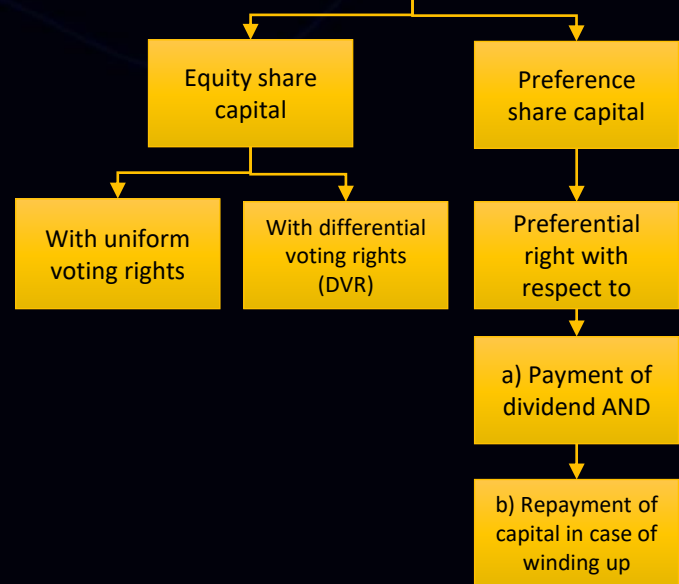 Equity share
capital
Preference
share capital
With uniform
voting rights
With differential
voting rights
(DVR)
Preferential
right with
respect to
a) Payment of
dividend AND
b) Repayment of
capital in case of
winding up